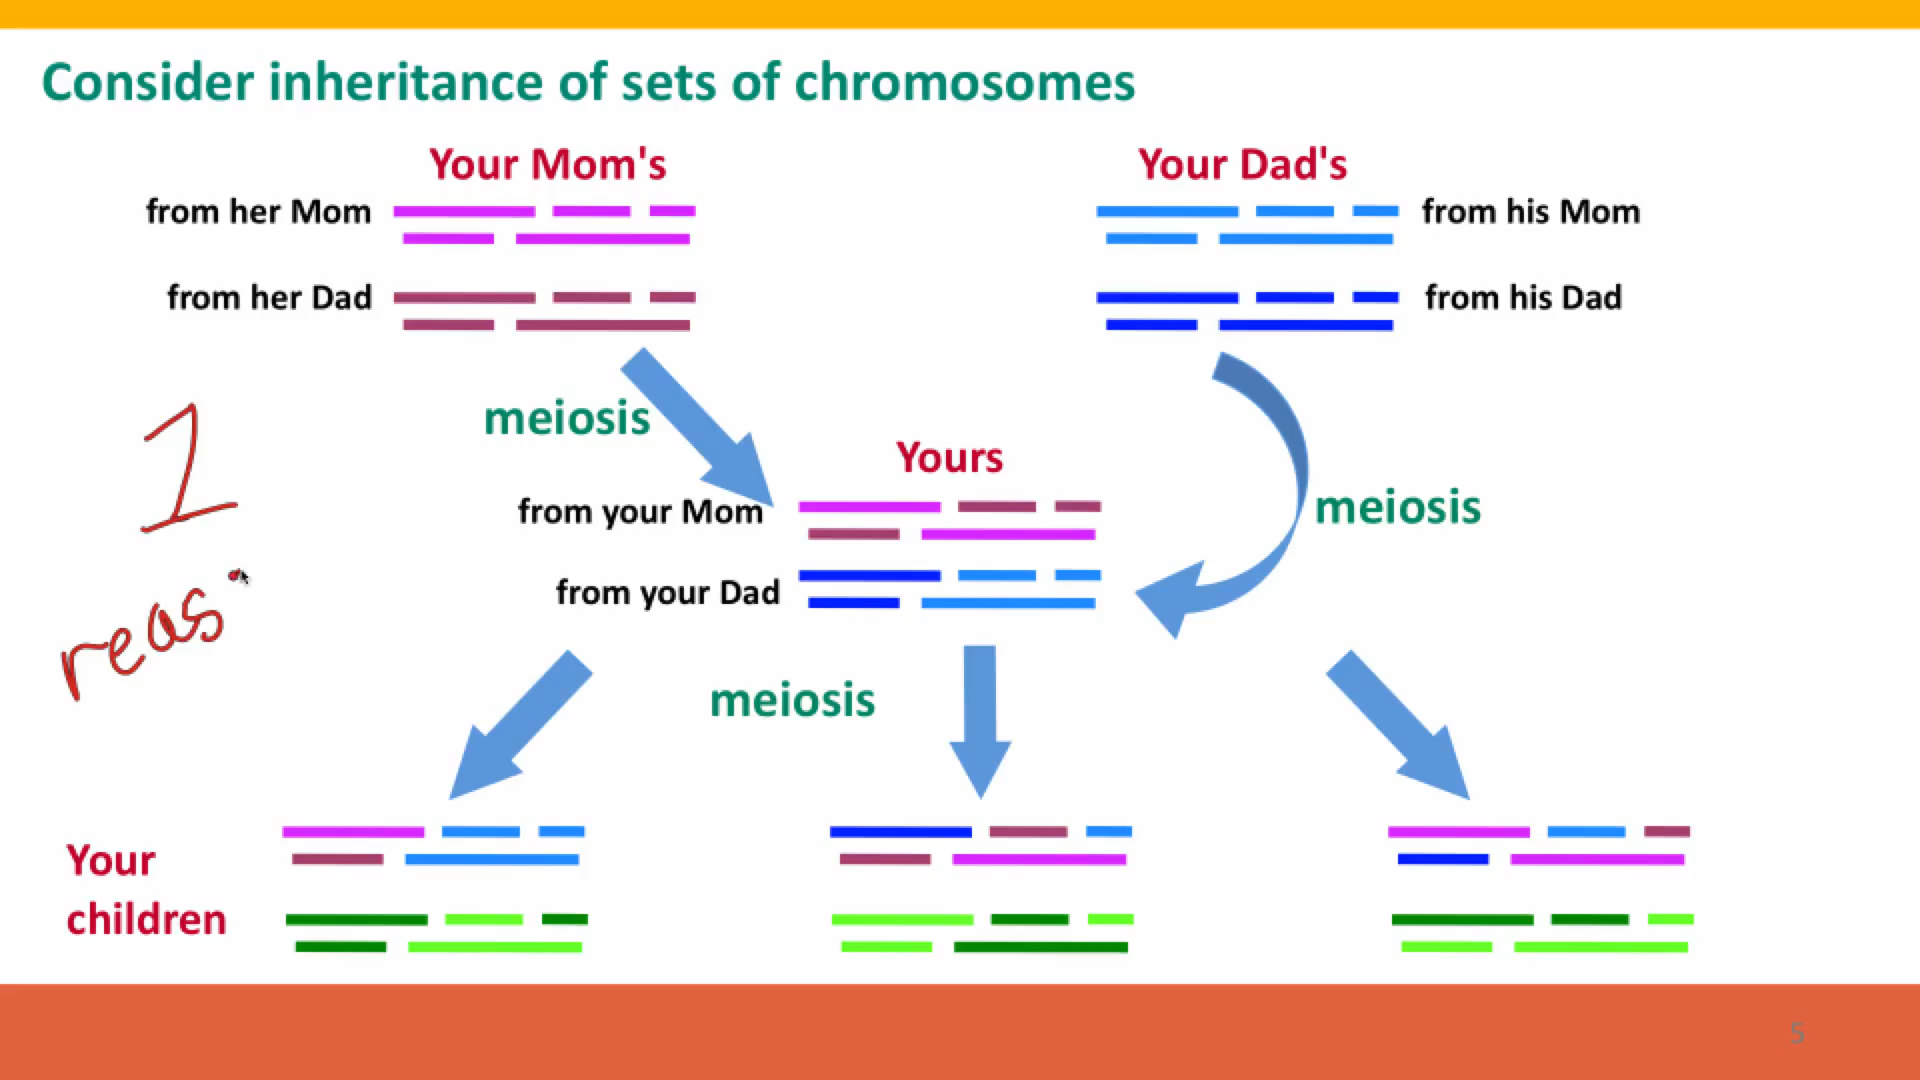 Consider inheritance of sets of chromosomes
Your Mom's
Your Dad's
from her Mom
from his Mom
from her Dad
from his Dad
meiosis
Yours
from your Mom
meiosis
from your Dad
1
reas
meiosis
Your
children
5